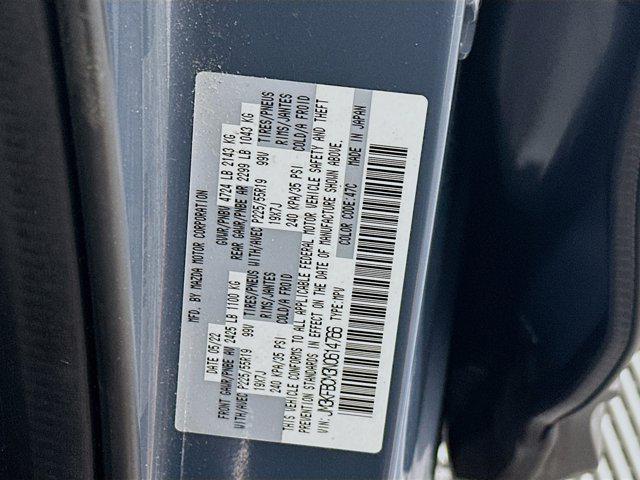 MFD. BY MAZDA MOTOR CORPORATION
DATE 05/22 GVWR/PNBV 4724 LB 2143 KG
FRONT GAWR/PNBE AV 2425 LB 1100 KG REAR GAWR/PNBE AR 2299 LB 1043 KG
WITH/AVEC P225/55R19 99V TIRES/PNEUS WITH/AVEC P225/55R19 99V TIRES/PNEUS
19X7J RIMS/JANTES 19X7J RIMS/JANTES
240 KPA/35 PSI COLD/A FROID 240 KPA/35 PSI COLD/A FROID
THIS VEHICLE CONFORMS TO ALL APPLICABLE FEDERAL MOTOR VEHICLE SAFETY AND THEFT
PREVENTION STANDARDS IN EFFECT ON THE DATE OF MANUFACTURE SHOWN ABOVE.
VIN: TYPE:MPV COLOR CODE:47C MADE IN JAPAN